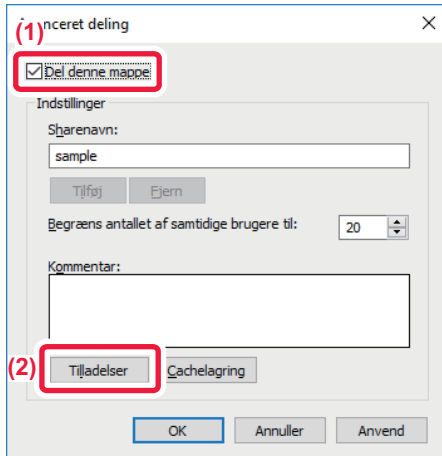 (1)
nceret deling
Del denne mappe
Indstillinger
Sharenavn:
sample
Tilføj Fjern
Begræns antallet af samtidige brugere til: 20
Kommentar:
(2) Tilladelser Cachelagring
OK Annuller Anvend